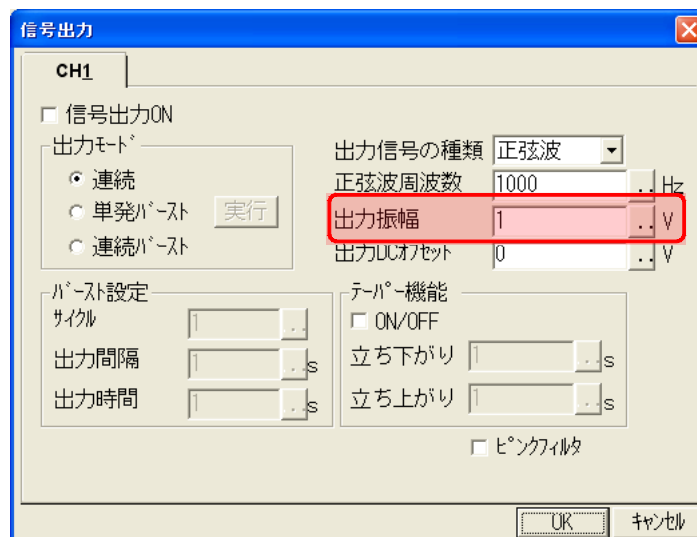 信号出力
CH1
信号出力ON
出力ﾓｰﾄﾞ
連続
単発ﾊﾞｰｽﾄ 実行
連続ﾊﾞｰｽﾄ
出力信号の種類 正弦波
正弦波周波数 1000 .. Hz
出力振幅 1 .. V
出力DCｵﾌｾｯﾄ 0 .. V
ﾊﾞｰｽﾄ設定
ｻｲｸﾙ 1 ..
出力間隔 1 .. s
出力時間 1 .. s
ﾃｰﾊﾟｰ機能
ON/OFF
立ち下がり 1 .. s
立ち上がり 1 .. s
ﾋﾟﾝｸﾌｨﾙﾀ
OK ｷｬﾝｾﾙ